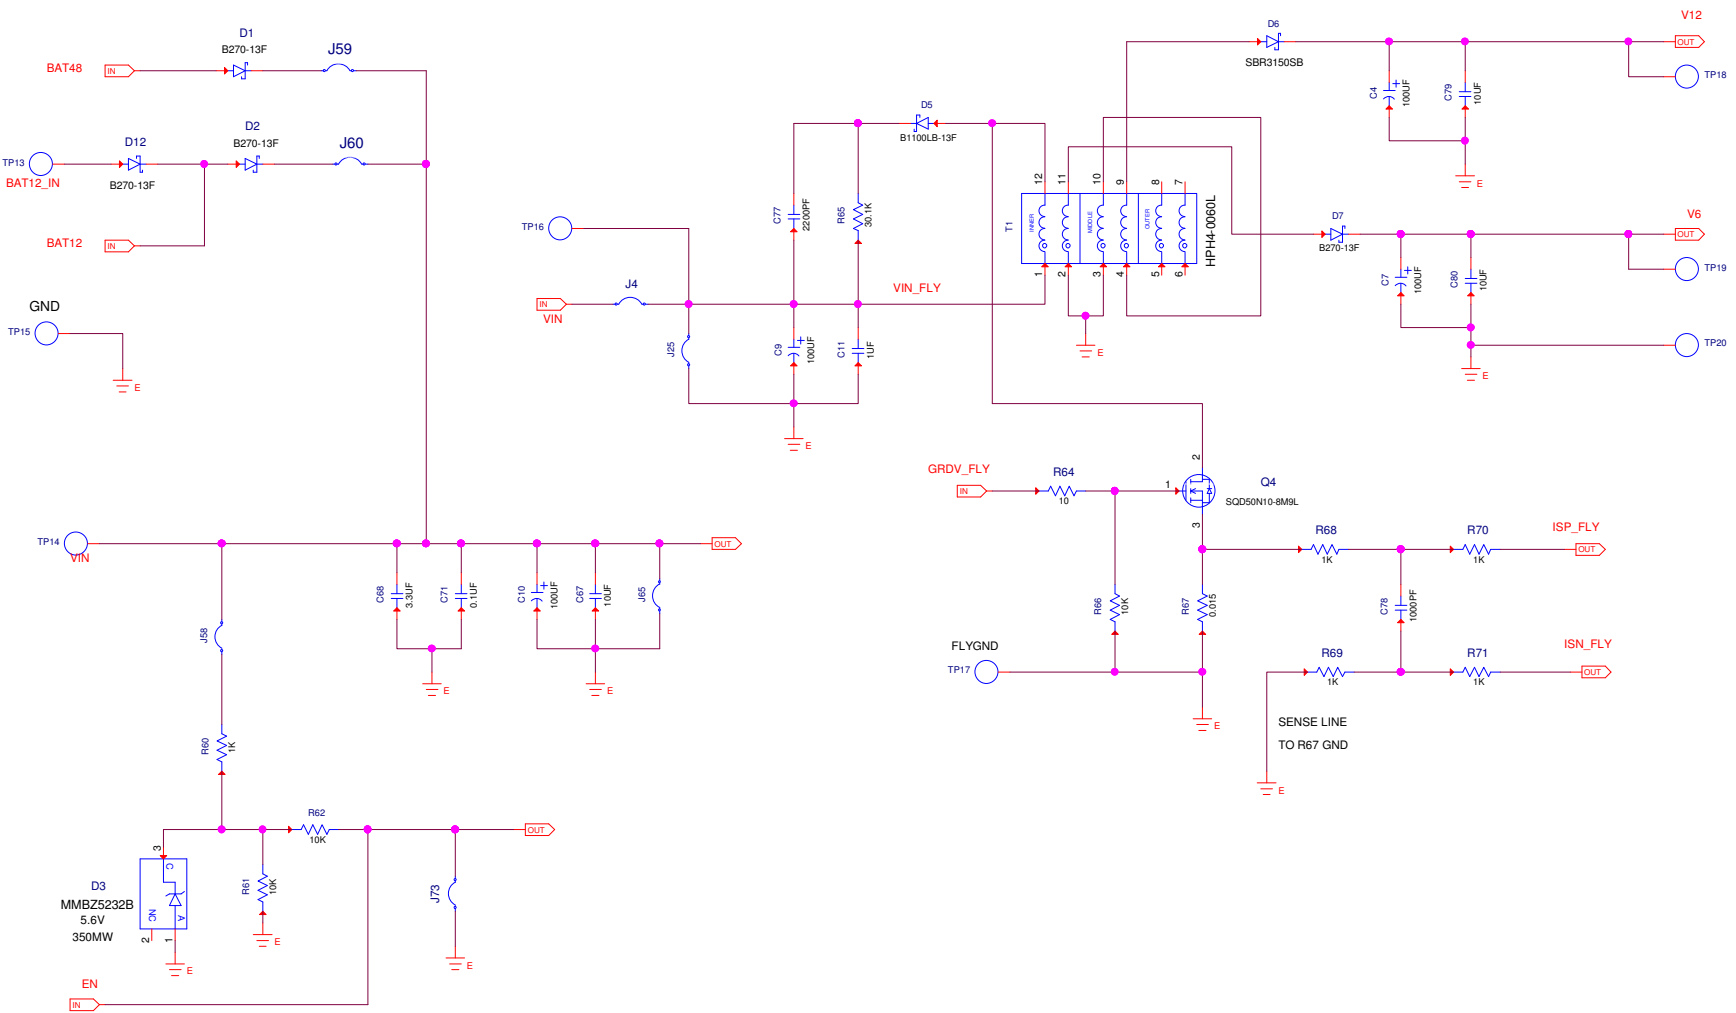 D1
B270-13F
J59
BAT48
IN
D12
B270-13F
D2
B270-13F
J60
TP13
BAT12_IN
BAT12
IN
GND
TP15
E
TP16
J4
IN
VIN
J25
C77
2200PF
R65
30.1K
D5
B1100LB-13F
VIN_FLY
C9
+
100UF
C11
1UF
E
T1
HPH4-0060L
12
11
10
9
8
7
INNER
MIDDLE
OUTER
1
2
3
4
5
6
E
D6
SBR3150SB
V12
OUT
TP18
C4
+
100UF
C79
10UF
E
D7
B270-13F
V6
OUT
TP19
C7
+
100UF
C80
10UF
TP20
E
GRDV_FLY
IN
R64
10
2
1
3
Q4
SQD50N10-8M9L
R66
10K
R67
0.015
FLYGND
TP17
E
R68
1K
R70
1K
ISP_FLY
OUT
C78
1000PF
R69
1K
R71
1K
ISN_FLY
OUT
SENSE LINE
TO R67 GND
E
TP14
VIN
OUT
C68
3.3UF
C71
0.1UF
E
C10
+
100UF
C67
10UF
J65
E
J58
R60
1K
R62
10K
OUT
R61
10K
E
J73
E
3
C
NC
A
2
1
E
D3
MMBZ5232B
5.6V
350MW
EN
IN